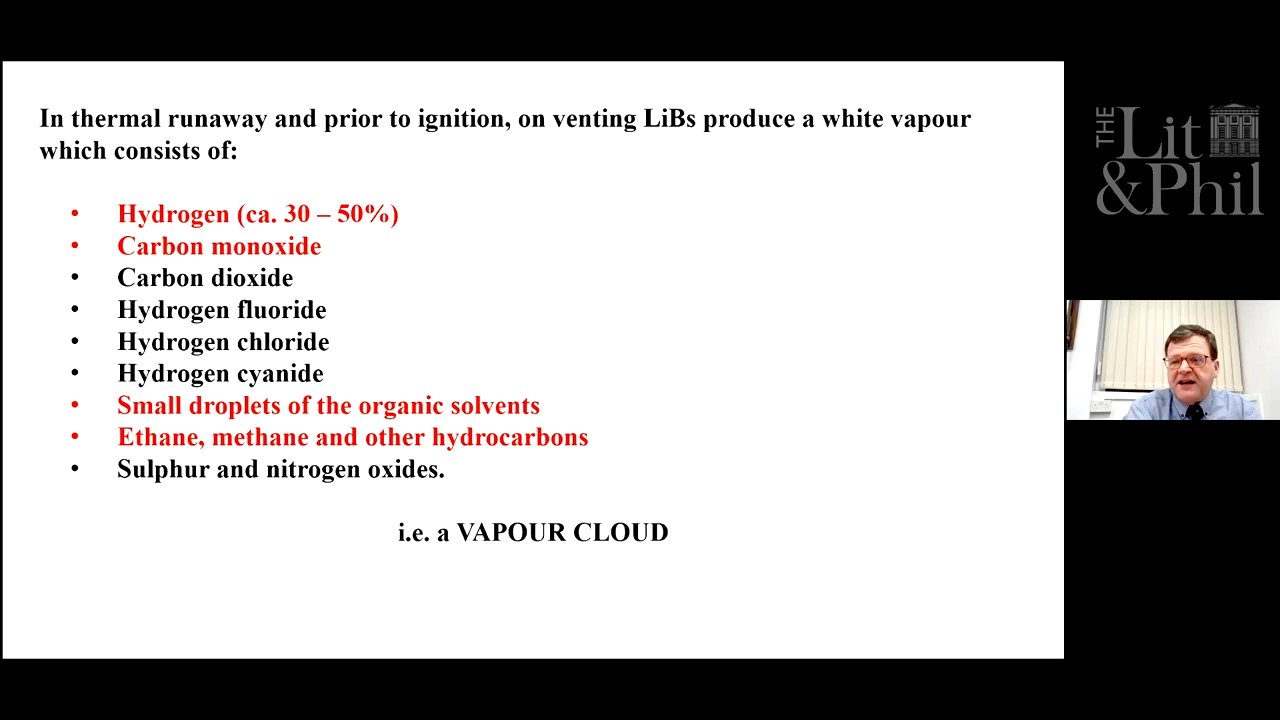 In thermal runaway and prior to ignition, on venting LiBs produce a white vapour
which consists of:
• Hydrogen (ca. 30 – 50%)
• Carbon monoxide
• Carbon dioxide
• Hydrogen fluoride
• Hydrogen chloride
• Hydrogen cyanide
• Small droplets of the organic solvents
• Ethane, methane and other hydrocarbons
• Sulphur and nitrogen oxides.
i.e. a VAPOUR CLOUD
THE
Lit
&Phil